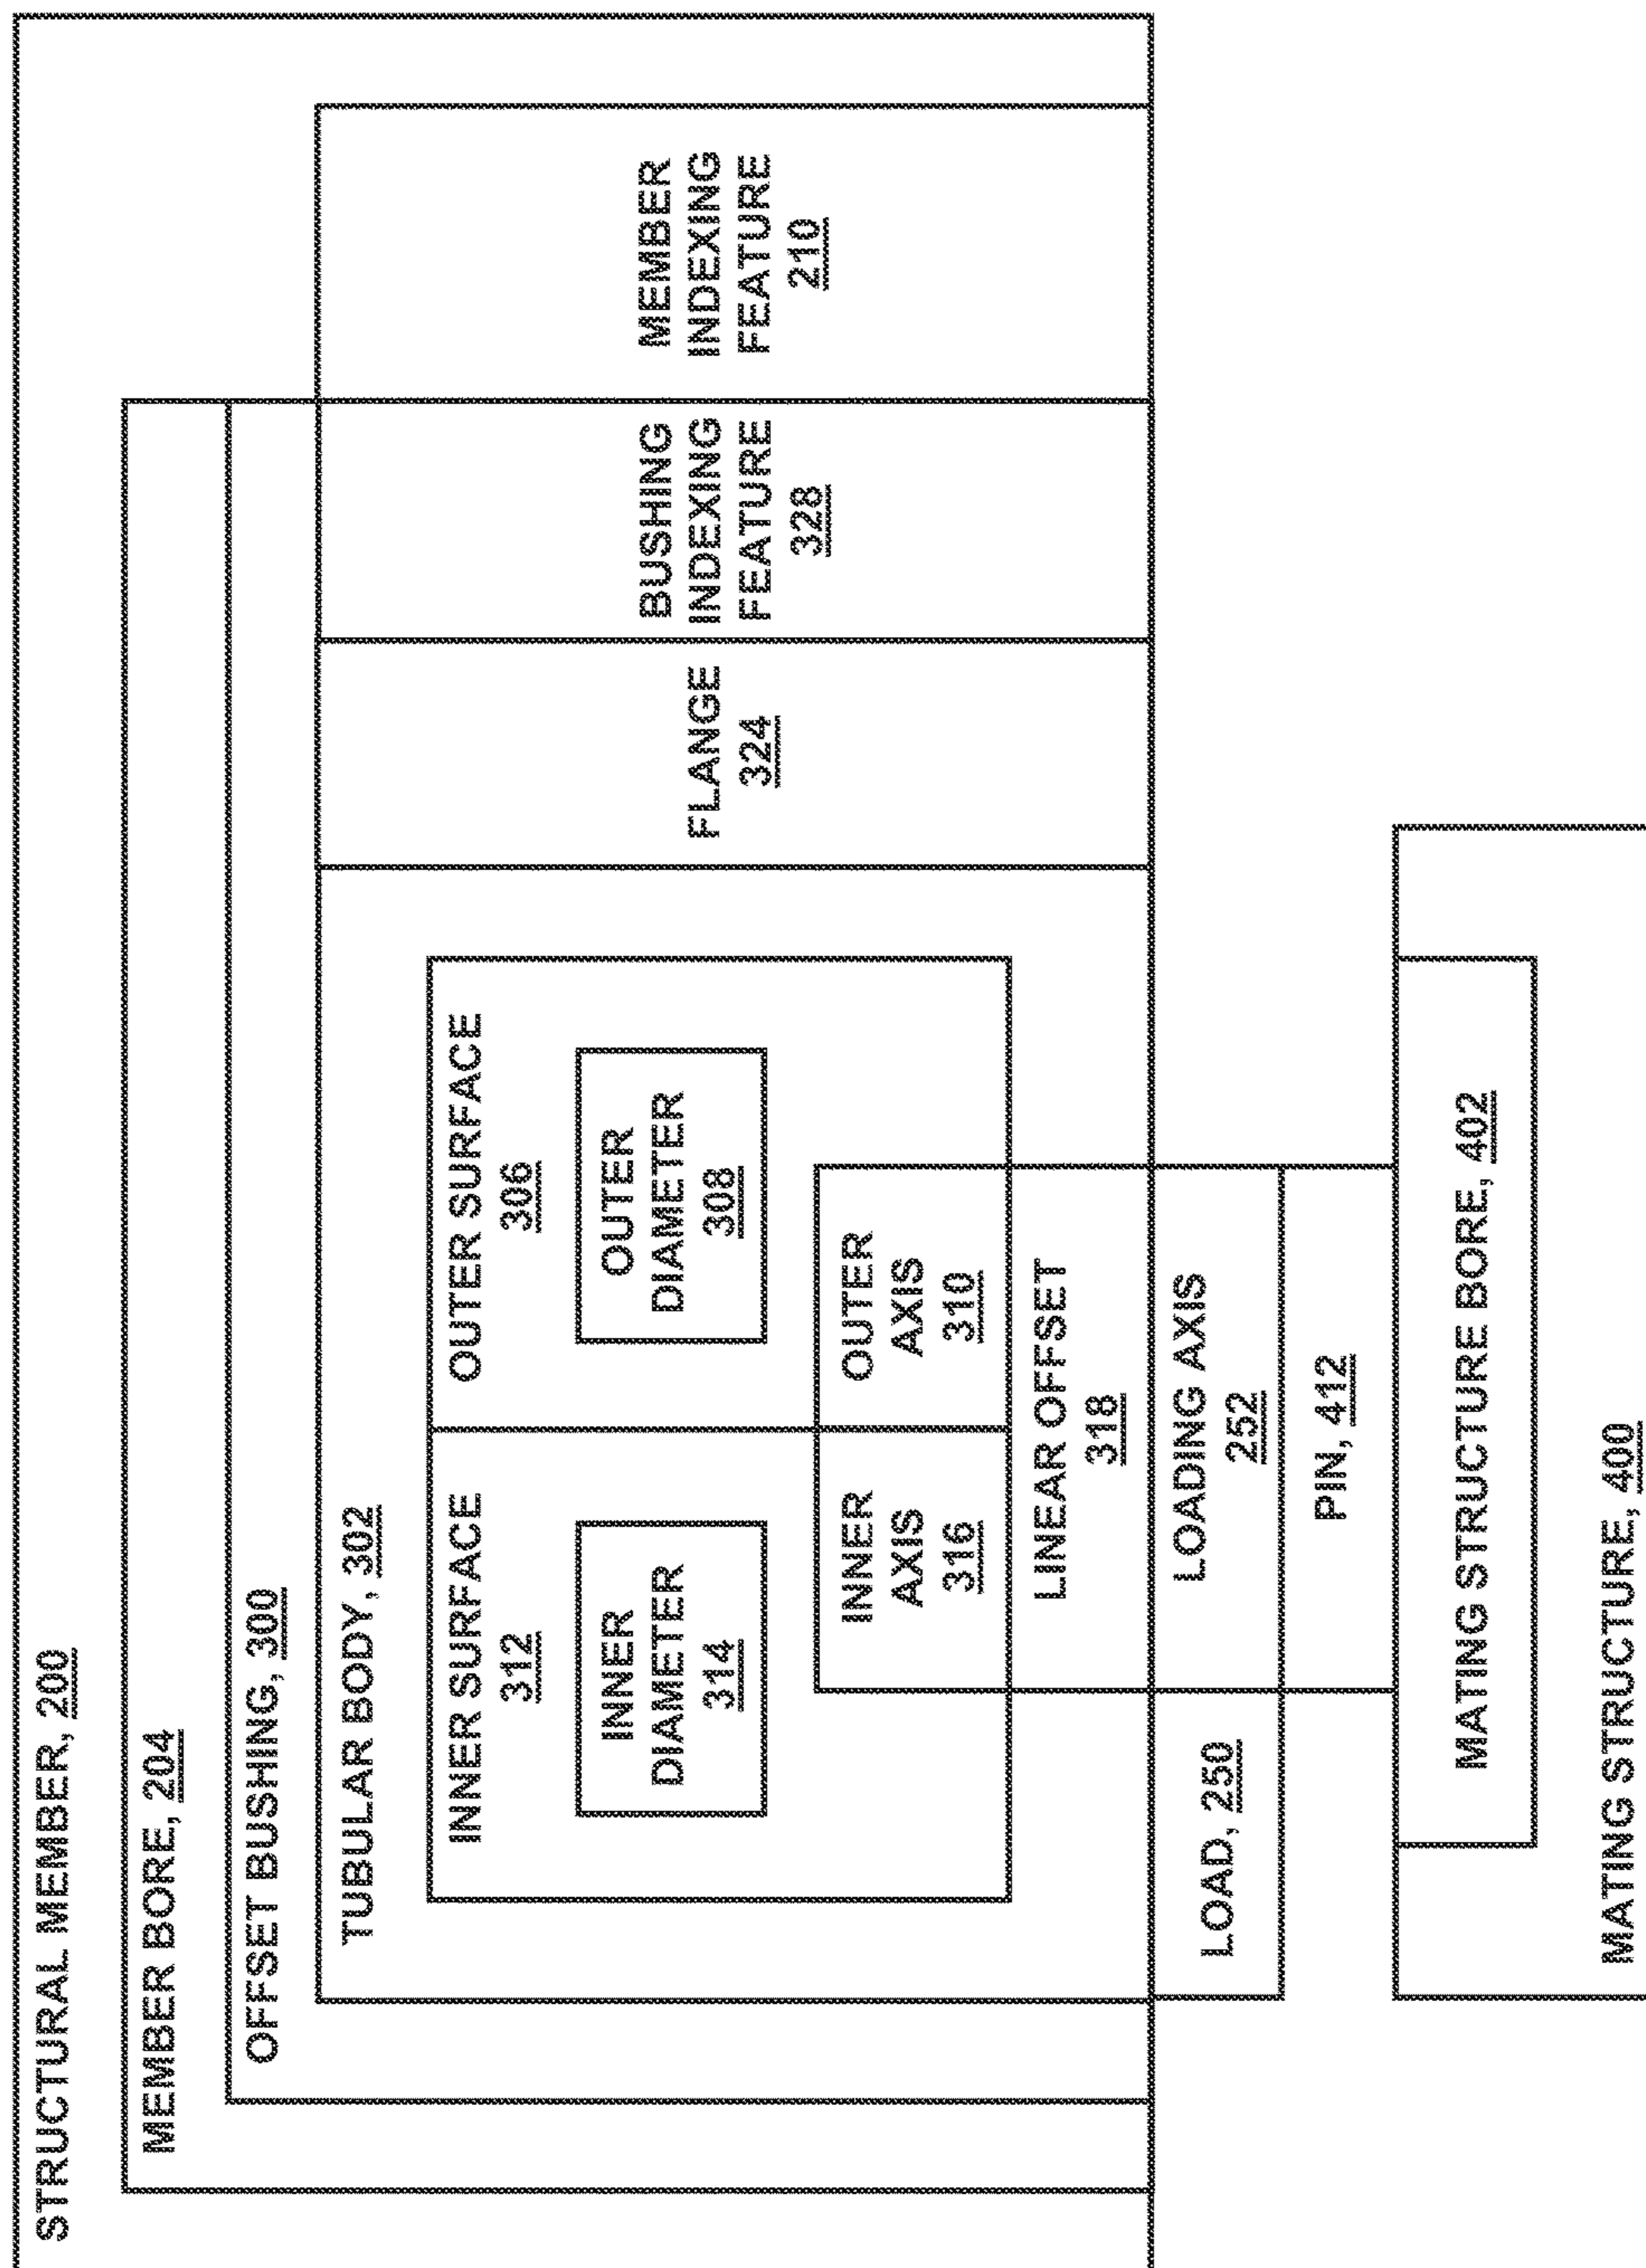 STRUCTURAL MEMBER, 200
MEMBER BORE, 204
OFFSET BUSHING, 300
TUBULAR BODY, 302
INNER SURFACE
312
INNER
DIAMETER
314
OUTER SURFACE
306
OUTER
DIAMETER
308
INNER
AXIS
316
OUTER
AXIS
310
LINEAR OFFSET
318
FLANGE
324
BUSHING
INDEXING
FEATURE
328
MEMBER
INDEXING
FEATURE
210
LOAD, 250
LOADING AXIS
252
PIN, 412
MATING STRUCTURE BORE, 402
MATING STRUCTURE, 400